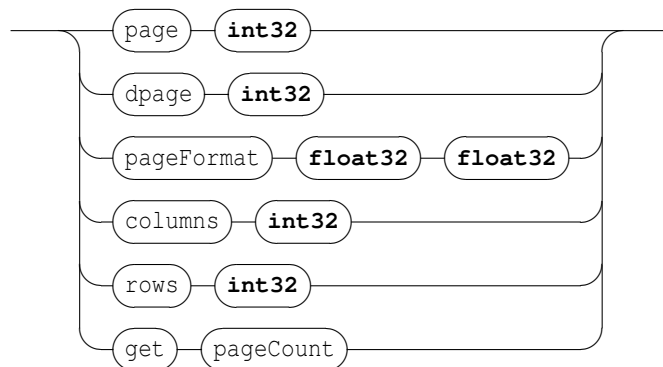 page int32
dpage int32
pageFormat float32 float32
columns int32
rows int32
get pageCount